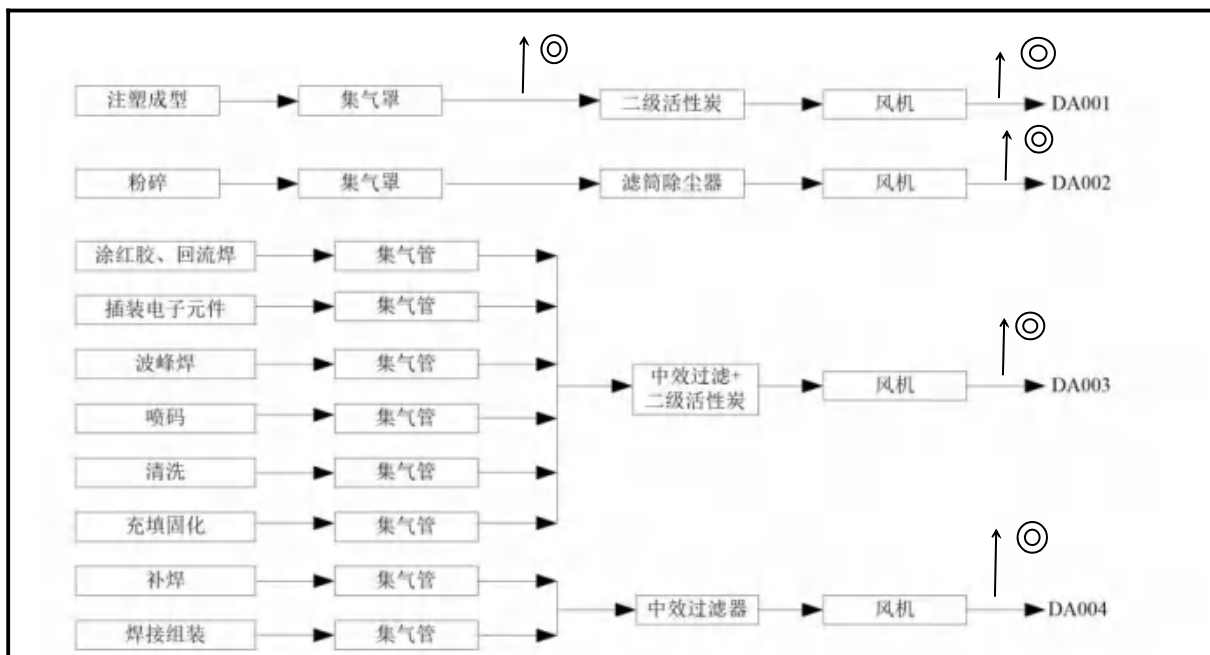 注塑成型 集气罩 二级活性炭 风机 DA001
粉碎 集气罩 滤筒除尘器 风机 DA002
涂红胶、回流焊 集气管
插装电子元件 集气管
波峰焊 集气管
中效过滤+
二级活性炭 风机 DA003
喷码 集气管
清洗 集气管
充填固化 集气管
补焊 集气管
中效过滤器 风机 DA004
焊接组装 集气管